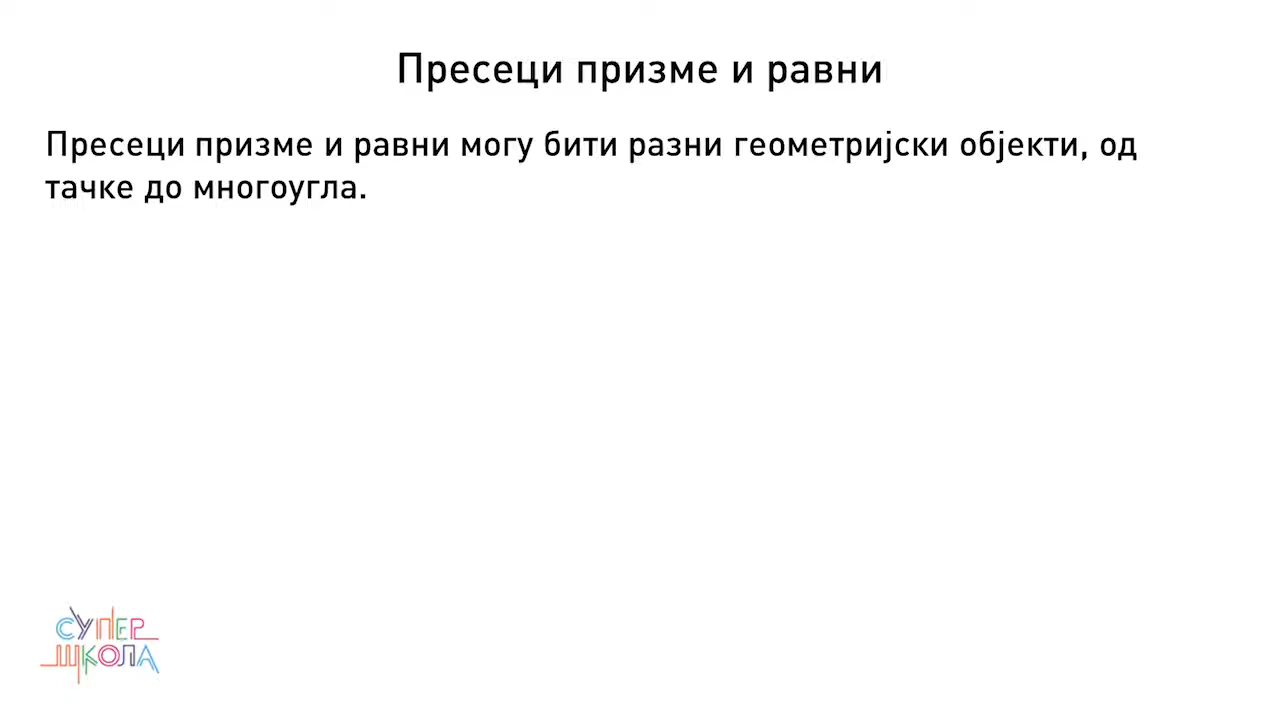 Пресеци призме и равни
Пресеци призме и равни могу бити разни геометријски објекти, од
тачке до многоугла.
СУПЕР
ШКОЛА